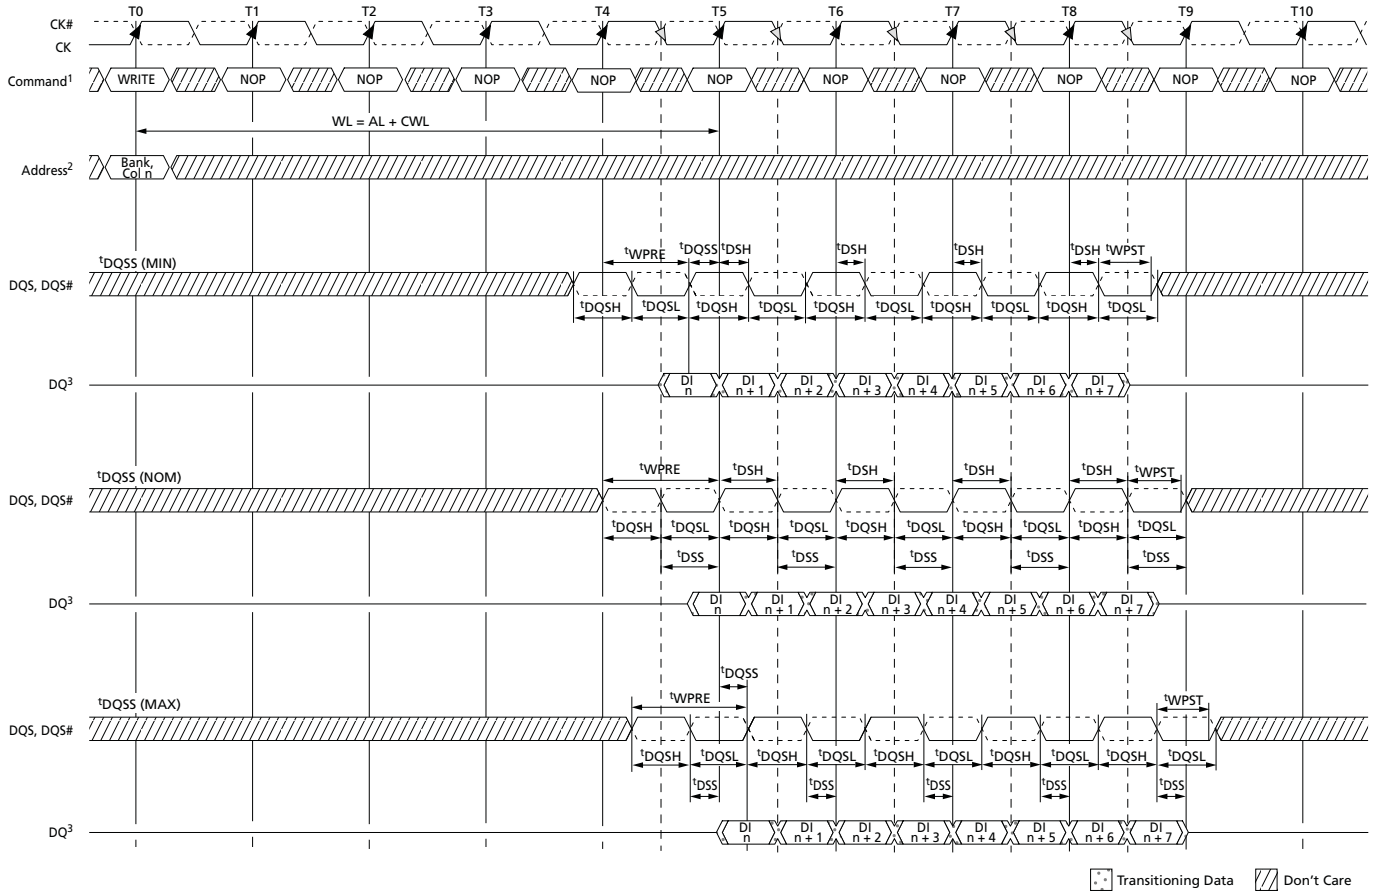 T0 T1 T2 T3 T4 T5 T6 T7 T8 T9 T10
CK#
CK
Command1 WRITE NOP NOP NOP NOP NOP NOP NOP NOP NOP NOP
WL = AL + CWL
Address2 Bank,
Col n
tDQSS (MIN) tWPRE tDQSS tDSH tDSH tDSH tDSH tWPST
DQS, DQS#
tDQSH tDQSL tDQSH tDQSL tDQSH tDQSL tDQSH tDQSL tDQSH tDQSL
DQ3 DI DI DI DI DI DI DI DI
n n + 1 n + 2 n + 3 n + 4 n + 5 n + 6 n + 7
tDQSS (NOM) tWPRE tDSH tDSH tDSH tDSH tWPST
DQS, DQS#
tDQSH tDQSL tDQSH tDQSL tDQSH tDQSL tDQSH tDQSL tDQSH tDQSL
tDSS tDSS tDSS tDSS tDSS
DQ3 DI DI DI DI DI DI DI DI
n n + 1 n + 2 n + 3 n + 4 n + 5 n + 6 n + 7
tDQSS
tDQSS (MAX) tWPRE tWPST
DQS, DQS#
tDQSH tDQSL tDQSH tDQSL tDQSH tDQSL tDQSH tDQSL tDQSH tDQSL
tDSS tDSS tDSS tDSS tDSS
DQ3 DI DI DI DI DI DI DI DI
n n + 1 n + 2 n + 3 n + 4 n + 5 n + 6 n + 7
Transitioning Data Don't Care